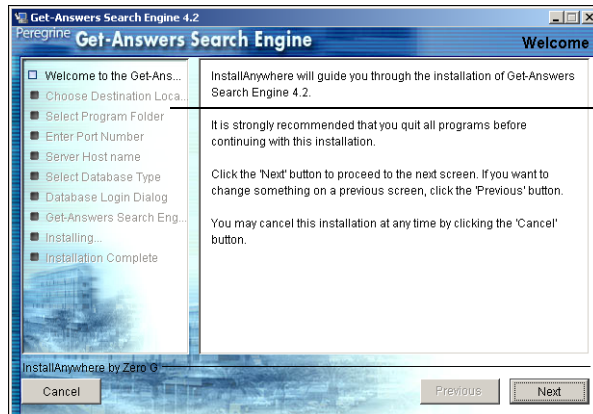 Get-Answers Search Engine 4.2
Peregrine Get-Answers Search Engine
Welcome
Welcome to the Get-Ans...
Choose Destination Loca...
Select Program Folder
Enter Port Number
Server Host name
Select Database Type
Database Login Dialog
Get-Answers Search Eng...
Installing...
Installation Complete
InstallAnywhere will guide you through the installation of Get-Answers
Search Engine 4.2.
It is strongly recommended that you quit all programs before
continuing with this installation.
Click the 'Next' button to proceed to the next screen. If you want to
change something on a previous screen, click the 'Previous' button.
You may cancel this installation at any time by clicking the 'Cancel'
button.
InstallAnywhere by Zero G
Cancel
Previous
Next